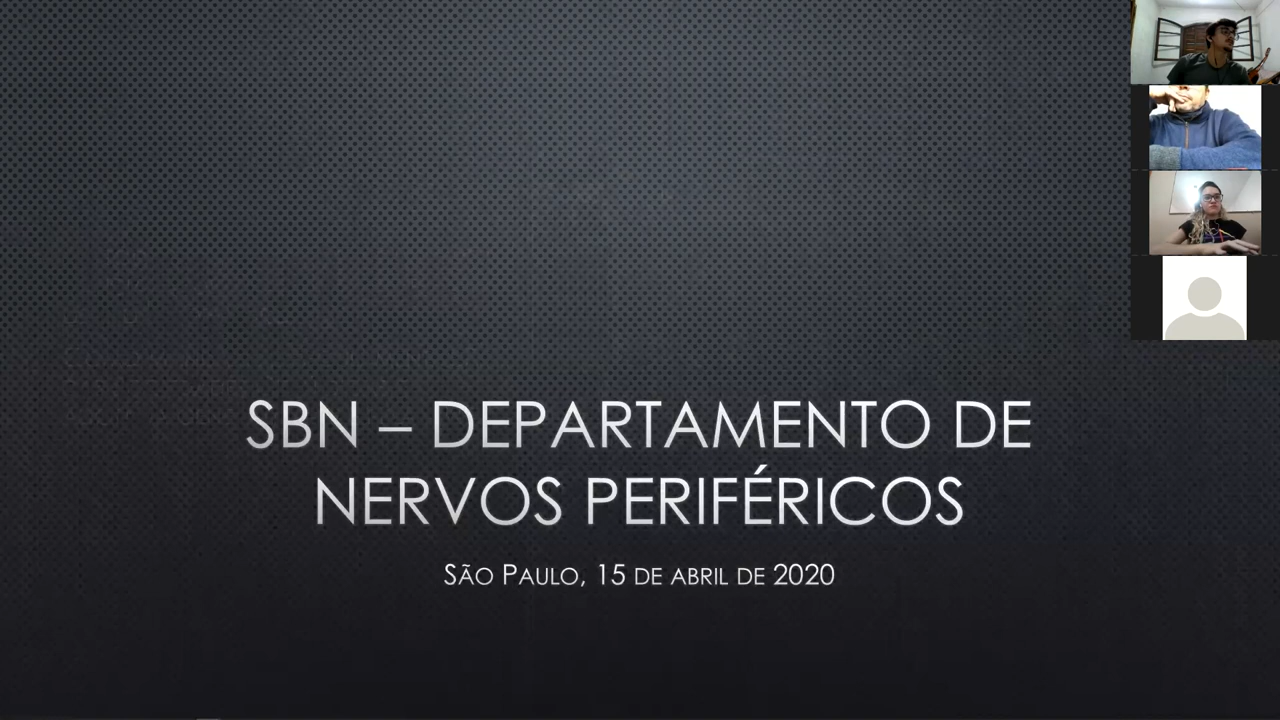 SBN – DEPARTAMENTO DE
NERVOS PERIFÉRICOS
SÃO PAULO, 15 DE ABRIL DE 2020